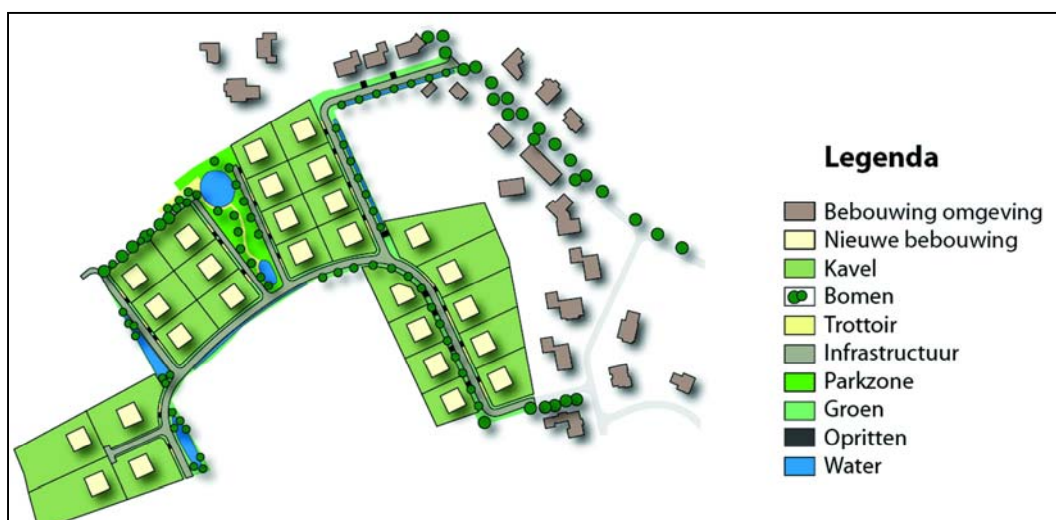 Legenda
Bebouwing omgeving
Nieuwe bebouwing
Kavel
Bomen
Trottoir
Infrastructuur
Parkzone
Groen
Opritten
Water